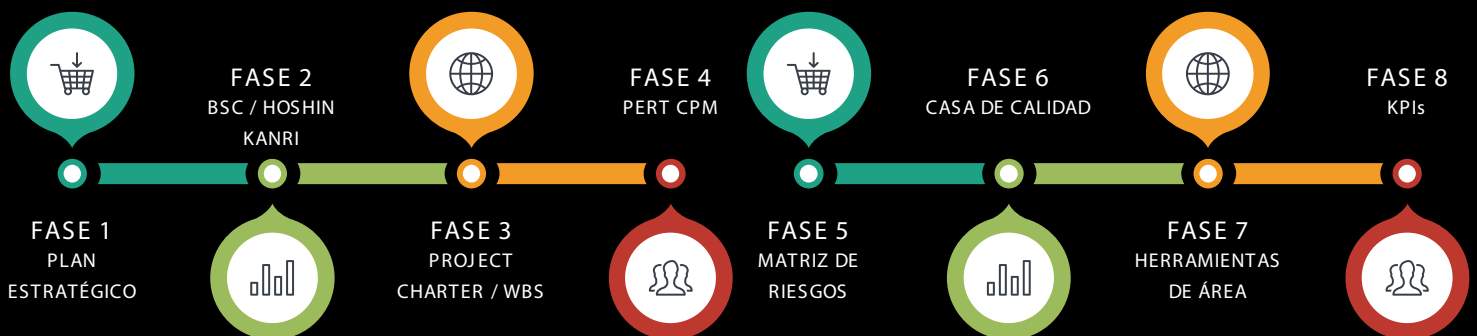 FASE 1
PLAN
ESTRATÉGICO
FASE 2
BSC / HOSHIN
KANRI
FASE 3
PROJECT
CHARTER / WBS
FASE 4
PERT CPM
FASE 5
MATRIZ DE
RIESGOS
FASE 6
CASA DE CALIDAD
FASE 7
HERRAMIENTAS
DE ÁREA
FASE 8
KPIs